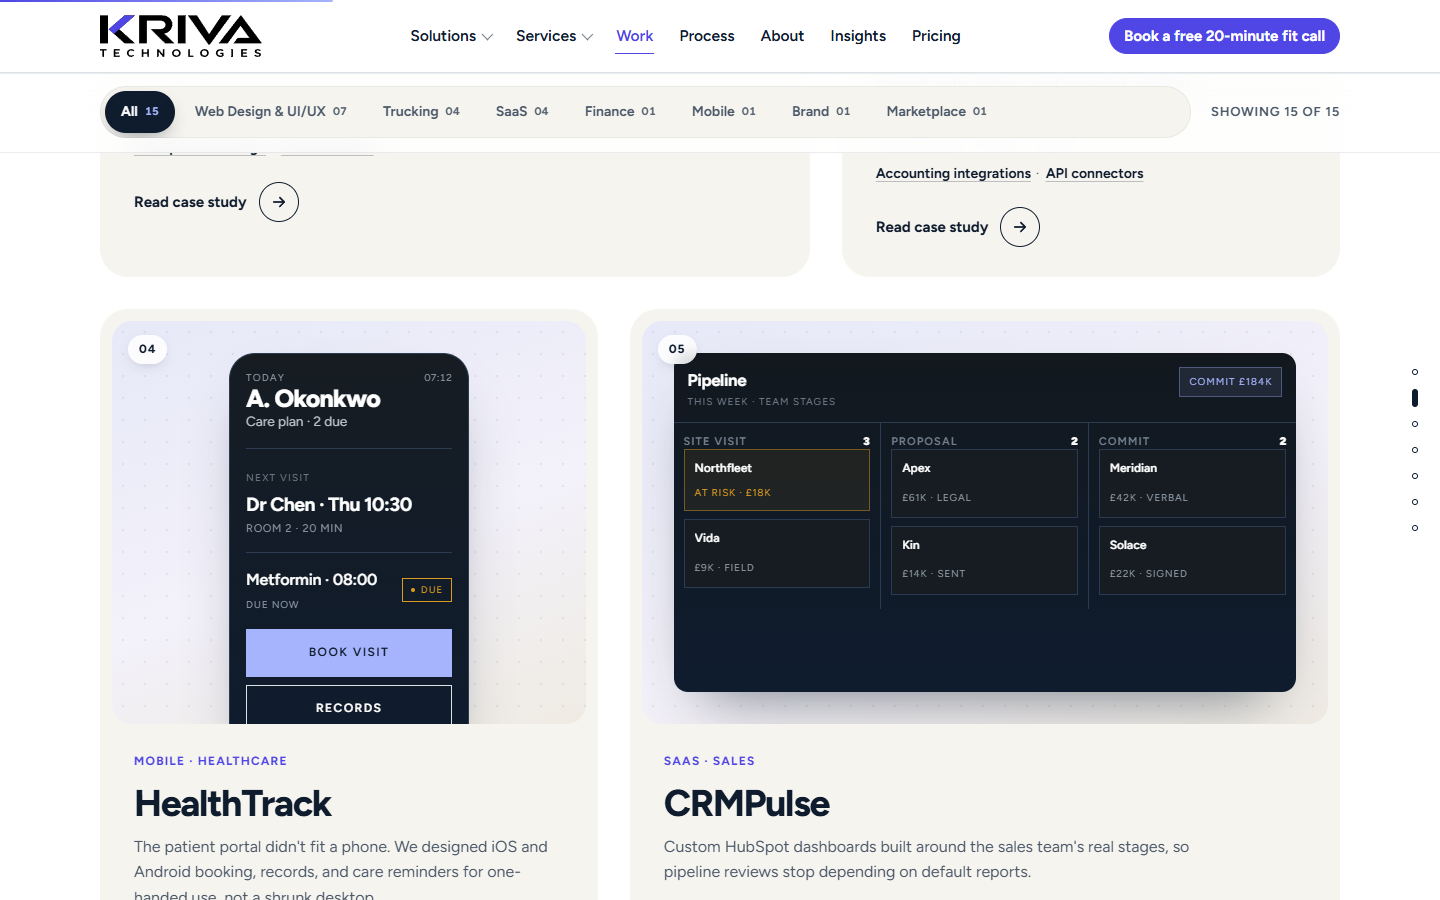 KRIVA
TECHNOLOGIES
Solutions
Services
Work
Process
About
Insights
Pricing
Book a free 20-minute fit call
All 15
Web Design & UI/UX 07
Trucking 04
SaaS 04
Finance 01
Mobile 01
Brand 01
Marketplace 01
SHOWING 15 OF 15
Read case study
Accounting integrations · API connectors
Read case study
04
TODAY 07:12
A. Okonkwo
Care plan · 2 due
NEXT VISIT
Dr Chen · Thu 10:30
ROOM 2 · 20 MIN
Metformin · 08:00
DUE NOW
DUE
BOOK VISIT
RECORDS
MOBILE · HEALTHCARE
HealthTrack
The patient portal didn't fit a phone. We designed iOS and
Android booking, records, and care reminders for one-
handed use, not a shrunk desktop.
05
Pipeline
THIS WEEK · TEAM STAGES
COMMIT £184K
SITE VISIT 3
Northfleet
AT RISK · £18K
Vida
£9K · FIELD
PROPOSAL 2
Apex
£61K · LEGAL
Kin
£14K · SENT
COMMIT 2
Meridian
£42K · VERBAL
Solace
£22K · SIGNED
SAAS · SALES
CRMPulse
Custom HubSpot dashboards built around the sales team's real stages, so
pipeline reviews stop depending on default reports.